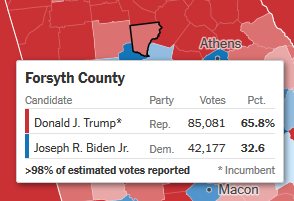 Athens
Forsyth County
Candidate Party Votes Pct.
Donald J. Trump* Rep. 85,081 65.8%
Joseph R. Biden Jr. Dem. 42,177 32.6
>98% of estimated votes reported * Incumbent
Macon